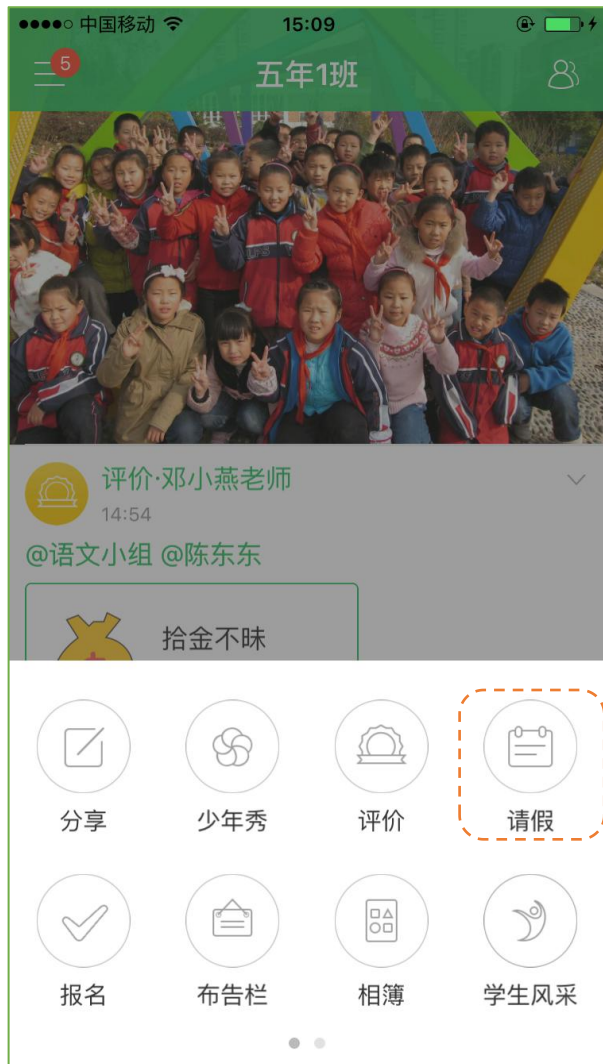 中国移动 15:09
5 五年1班
评价·邓小燕老师
14:54
@语文小组 @陈东东
拾金不昧
分享 少年秀 评价 请假
报名 布告栏 相簿 学生风采